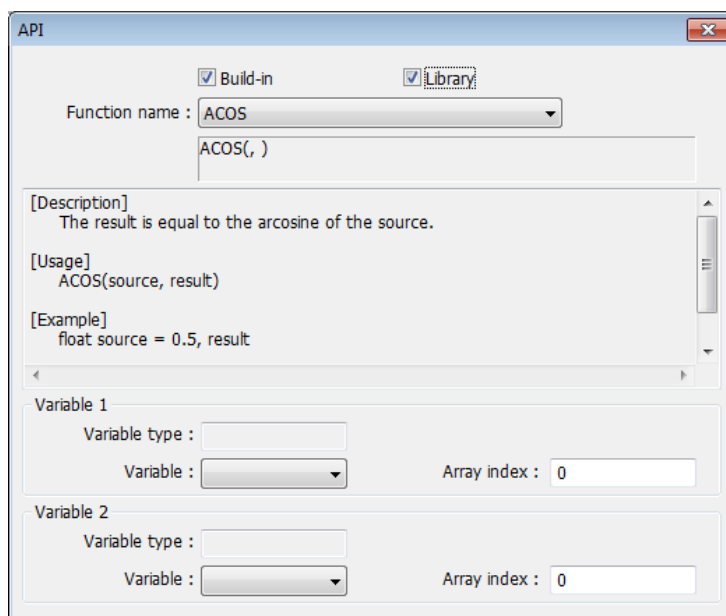 API
Build-in Library
Function name : ACOS
ACOS(, )
[Description]
The result is equal to the arcosine of the source.
[Usage]
ACOS(source, result)
[Example]
float source = 0.5, result
Variable 1
Variable type :
Variable : Array index : 0
Variable 2
Variable type :
Variable : Array index : 0